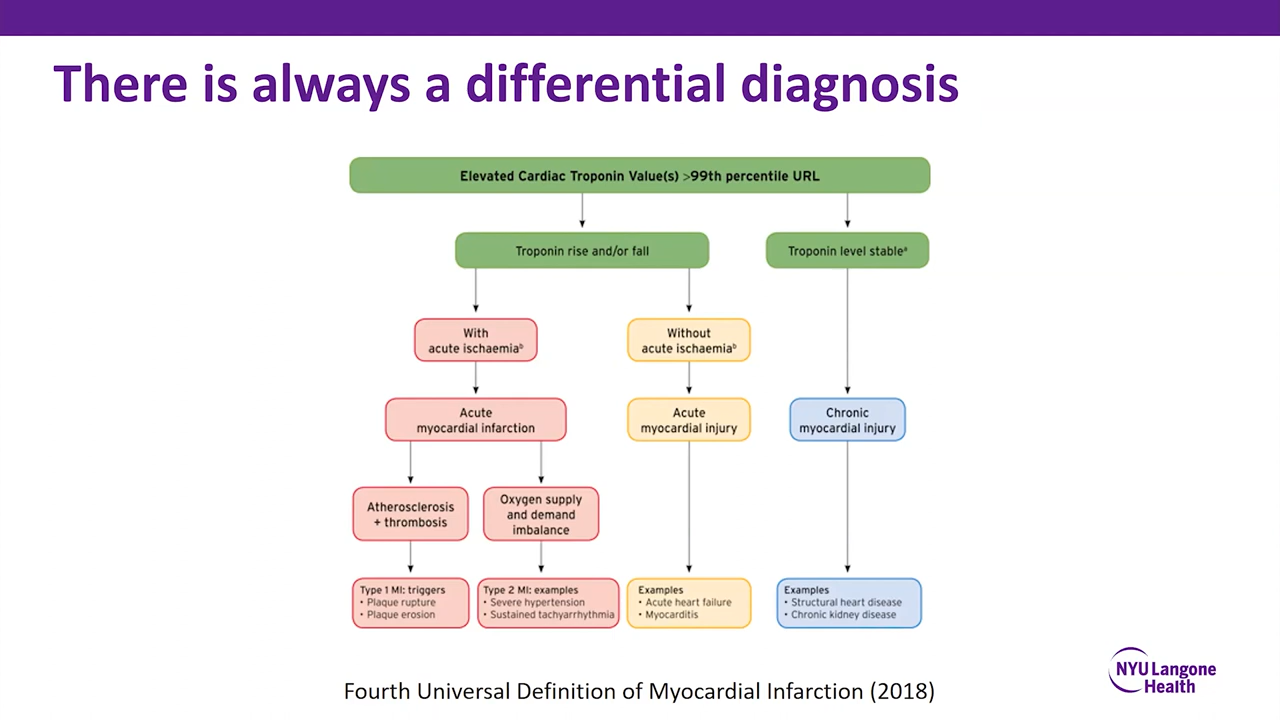 There is always a differential diagnosis
Elevated Cardiac Troponin Value(s) >99th percentile URL
Troponin rise and/or fall
Troponin level stableᵃ
With
acute ischaemiaᵇ
Without
acute ischaemiaᵇ
Acute
myocardial infarction
Acute
myocardial injury
Chronic
myocardial injury
Atherosclerosis
+ thrombosis
Oxygen supply
and demand
imbalance
Type 1 MI: triggers
• Plaque rupture
• Plaque erosion
Type 2 MI: examples
• Severe hypertension
• Sustained tachyarrhythmia
Examples
• Acute heart failure
• Myocarditis
Examples
• Structural heart disease
• Chronic kidney disease
Fourth Universal Definition of Myocardial Infarction (2018)
NYU Langone
Health